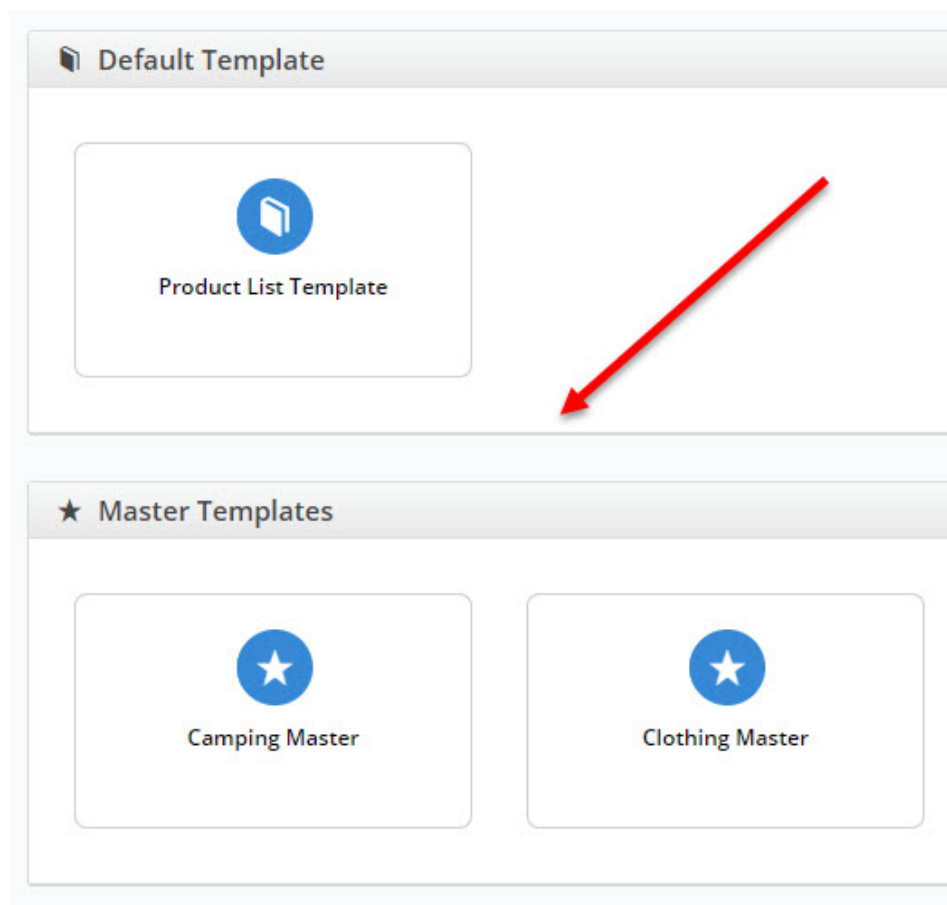 Default Template
Product List Template
Master Templates
Camping Master
Clothing Master